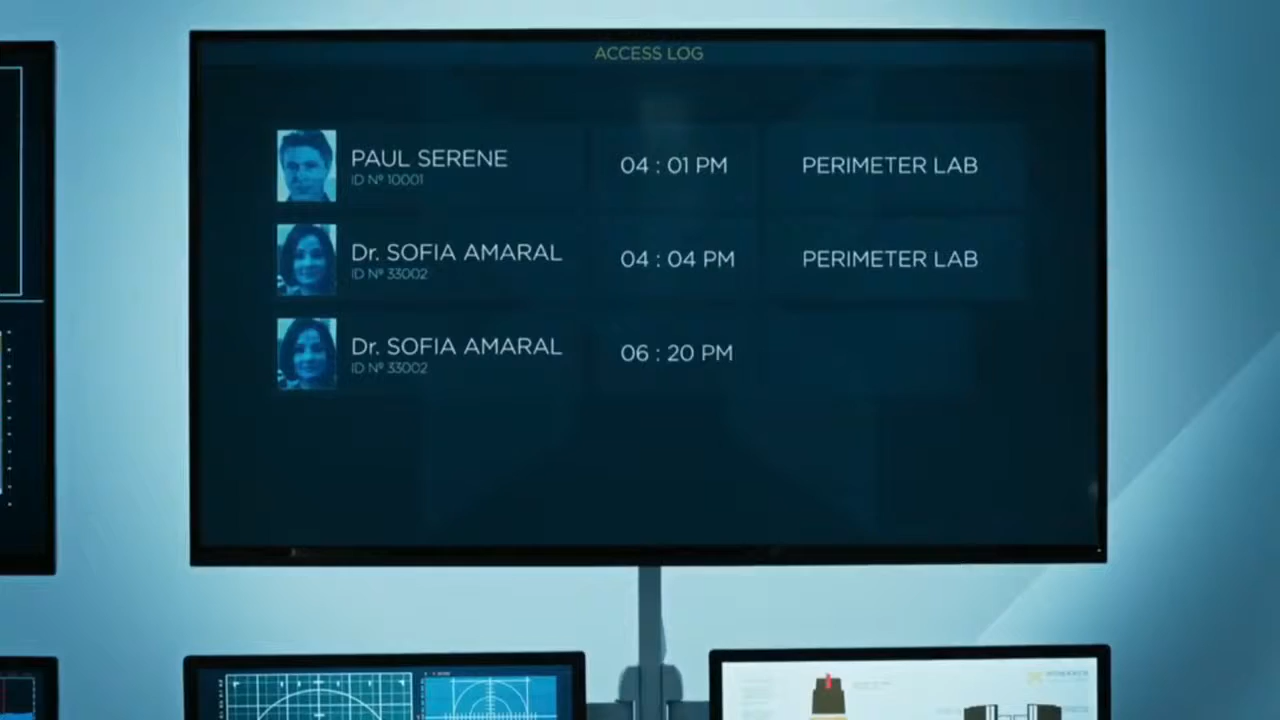 ACCESS LOG
PAUL SERENE
ID Nº 10001
04 : 01 PM
PERIMETER LAB
Dr. SOFIA AMARAL
ID Nº 33002
04 : 04 PM
PERIMETER LAB
Dr. SOFIA AMARAL
ID Nº 33002
06 : 20 PM